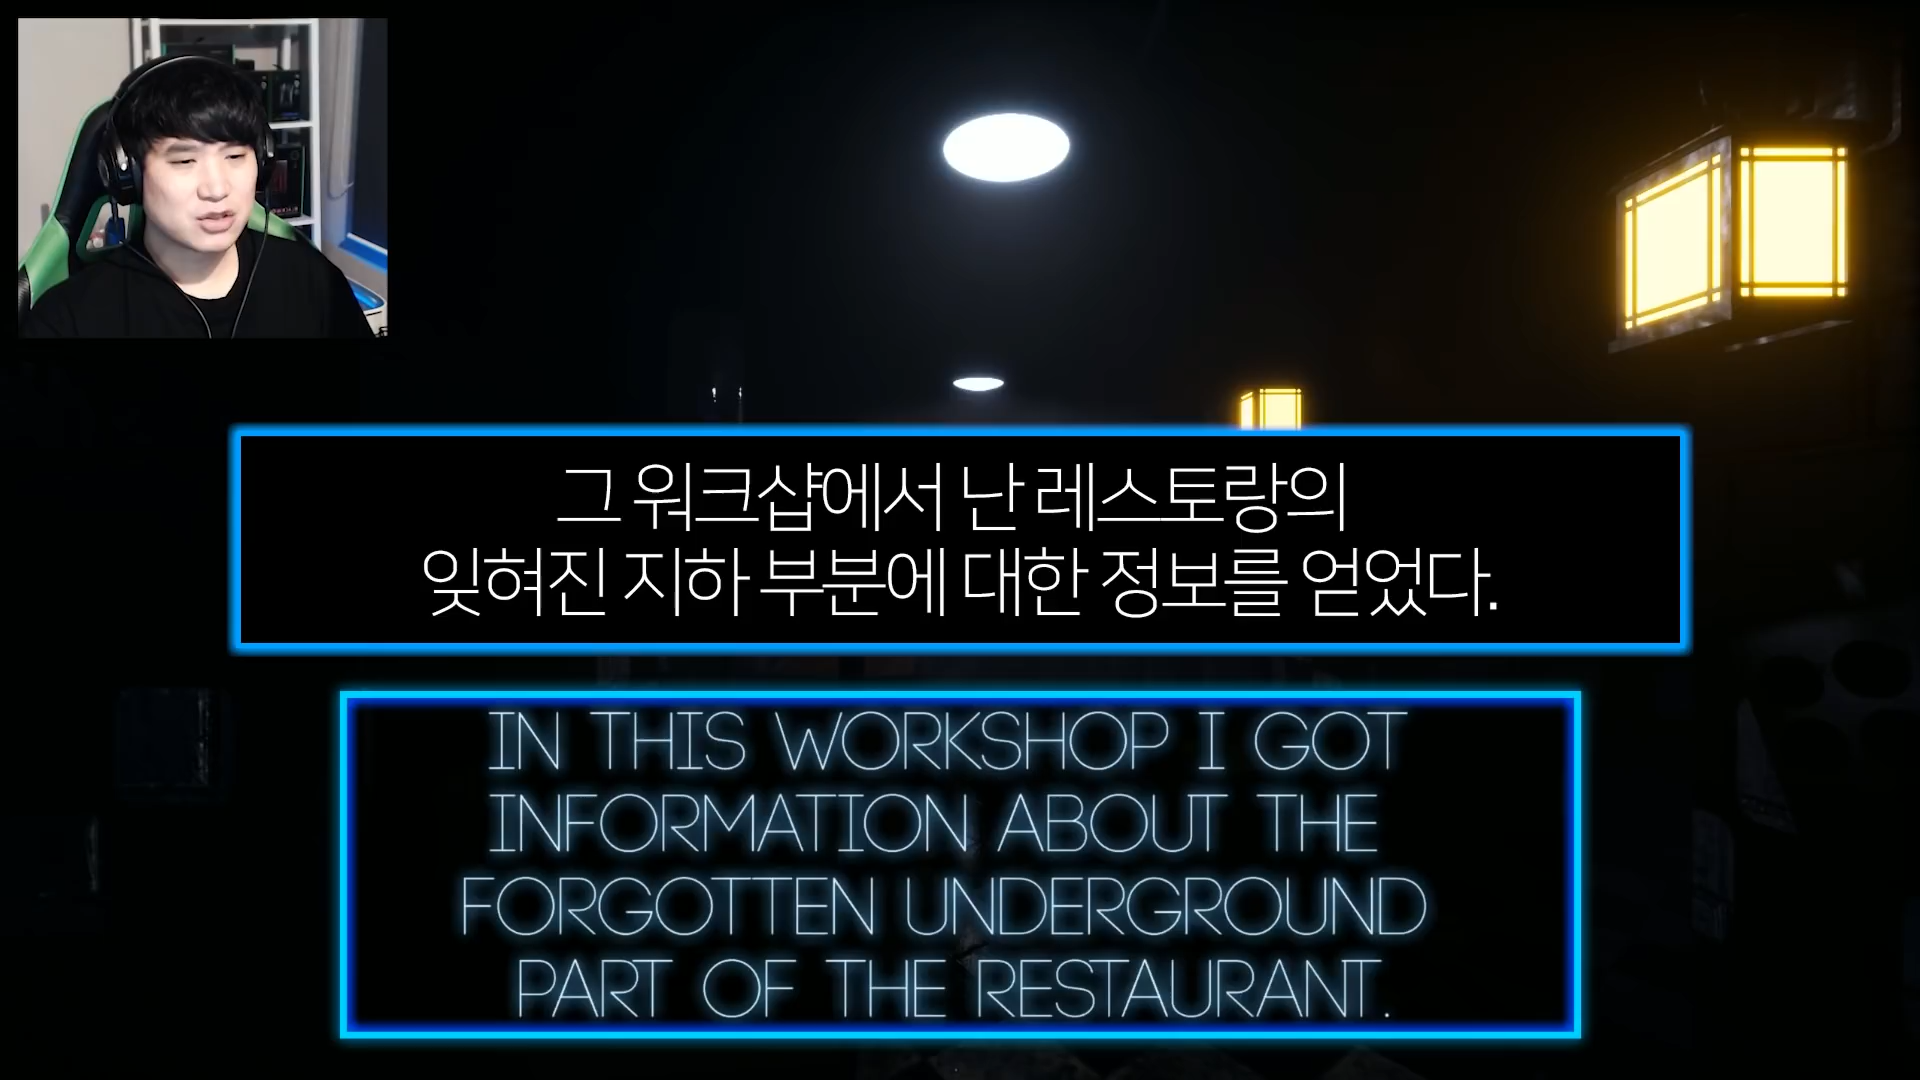 그 워크샵에서 난 레스토랑의
잊혀진 지하 부분에 대한 정보를 얻었다.
IN THIS WORKSHOP I GOT
INFORMATION ABOUT THE
FORGOTTEN UNDERGROUND
PART OF THE RESTAURANT.